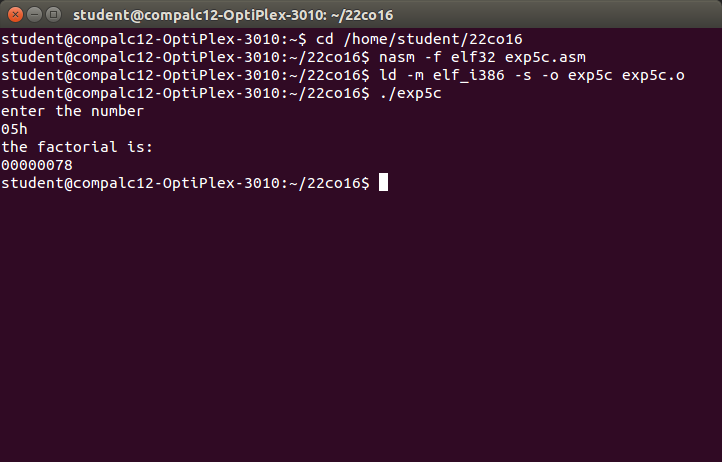 student@compalc12-OptiPlex-3010: ~/22co16
student@compalc12-OptiPlex-3010:~$ cd /home/student/22co16
student@compalc12-OptiPlex-3010:~/22co16$ nasm -f elf32 exp5c.asm
student@compalc12-OptiPlex-3010:~/22co16$ ld -m elf_i386 -s -o exp5c exp5c.o
student@compalc12-OptiPlex-3010:~/22co16$ ./exp5c
enter the number
05h
the factorial is:
00000078
student@compalc12-OptiPlex-3010:~/22co16$